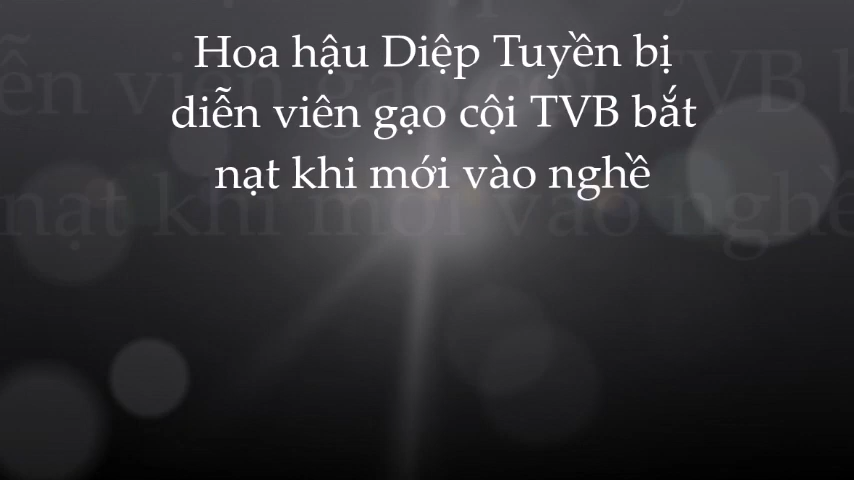 Hoa hậu Diệp Tuyền bị
diễn viên gạo cội TVB bắt
nạt khi mới vào nghề